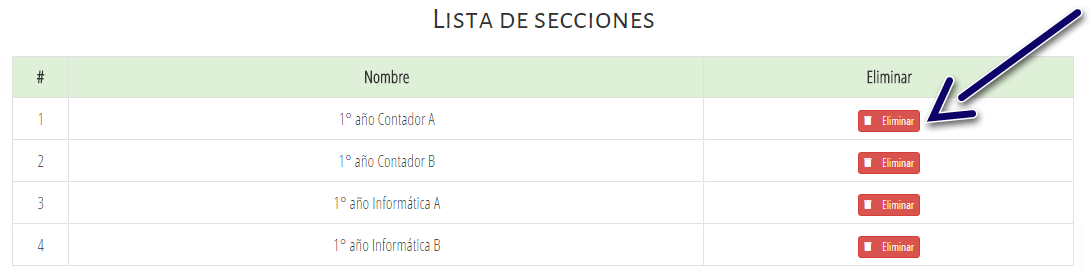 Lista de secciones
# Nombre Eliminar
1 1° año Contador A Eliminar
2 1° año Contador B Eliminar
3 1° año Informática A Eliminar
4 1° año Informática B Eliminar